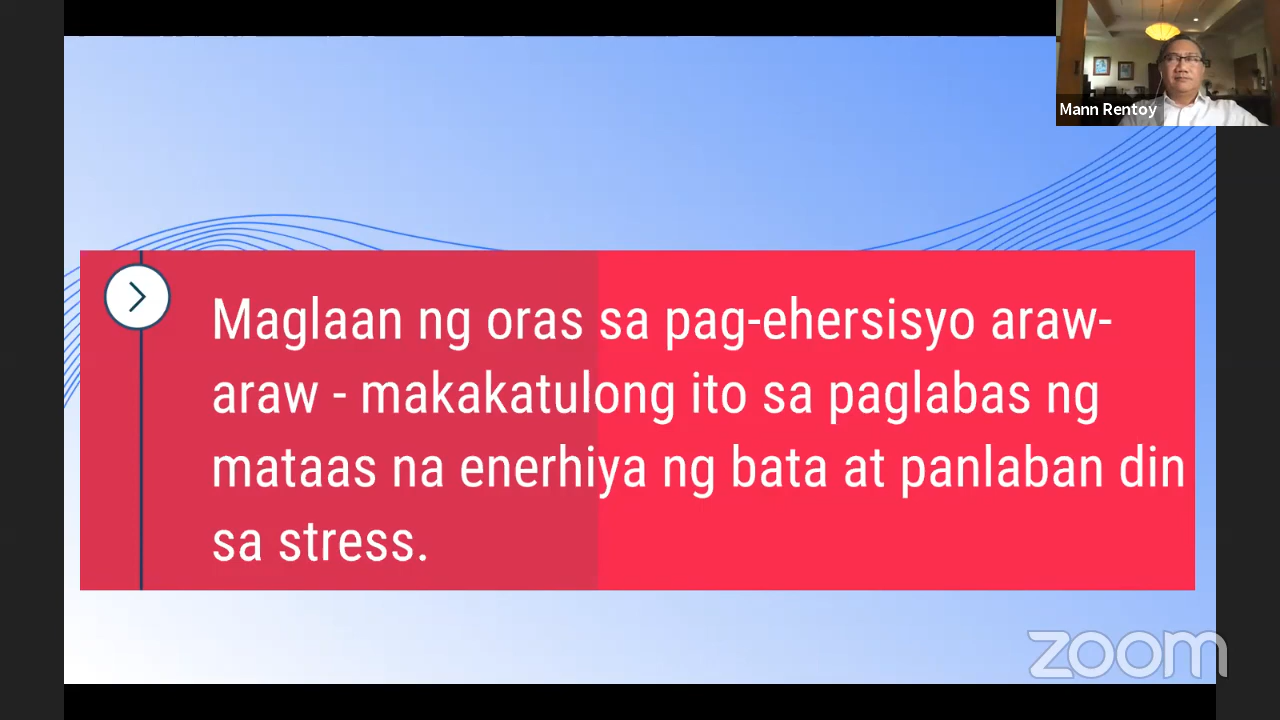 Mann Rentoy
Maglaan ng oras sa pag-ehersisyo araw-
araw - makakatulong ito sa paglabas ng
mataas na enerhiya ng bata at panlaban din
sa stress.
zoom